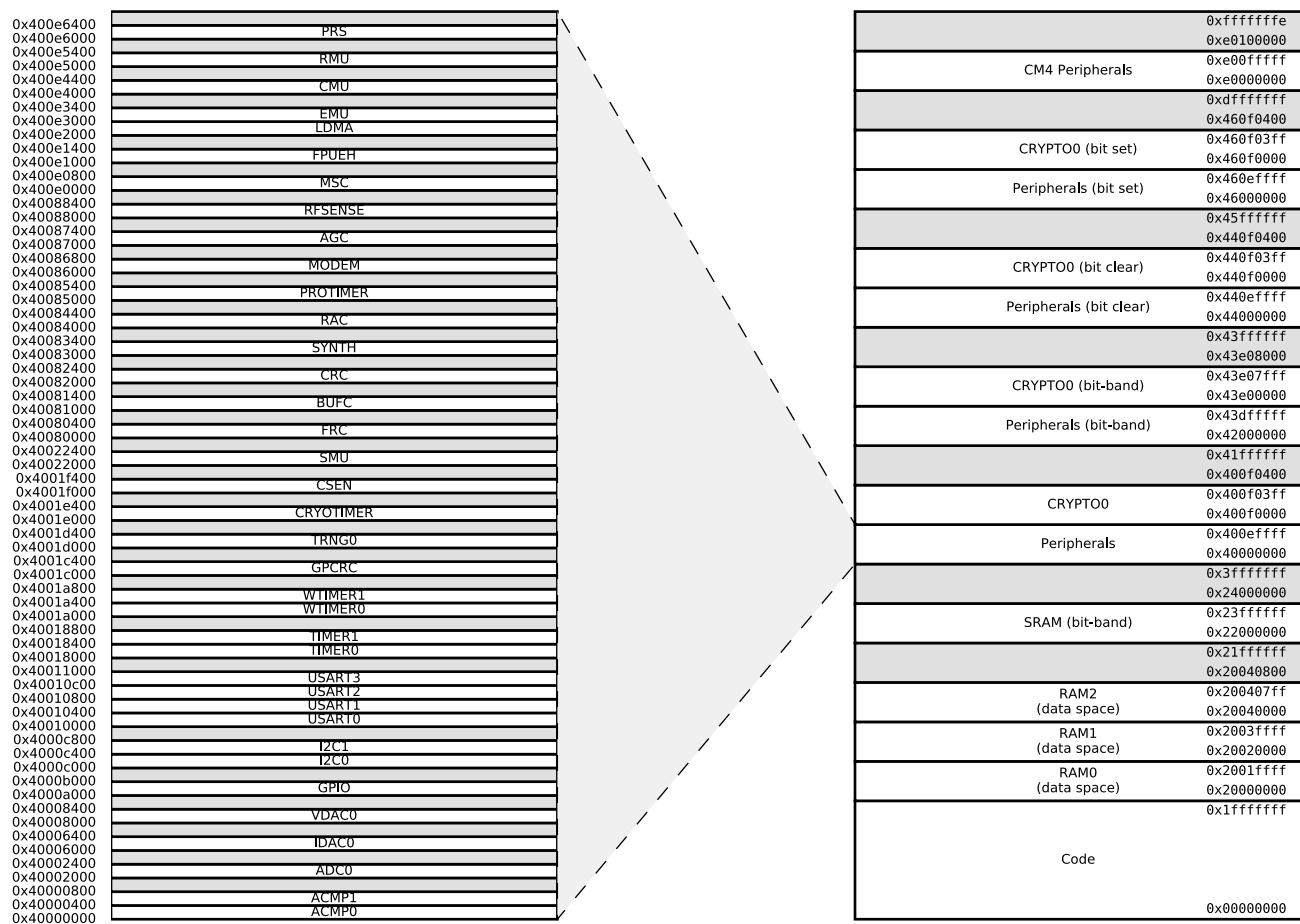 0x400e6400
PRS
0x400e6000
0x400e5400
RMU
0x400e5000
0x400e4400
CMU
0x400e4000
0x400e3400
EMU
0x400e3000
LDMA
0x400e2000
0x400e1400
FPUEH
0x400e1000
0x400e0800
MSC
0x400e0000
0x40088400
RFSENSE
0x40088000
0x40087400
AGC
0x40087000
0x40086800
MODEM
0x40086000
0x40085400
PROTIMER
0x40085000
0x40084400
RAC
0x40084000
0x40083400
SYNTH
0x40083000
0x40082400
CRC
0x40082000
0x40081400
BUFC
0x40081000
0x40080400
FRC
0x40080000
0x40022400
SMU
0x40022000
0x4001f400
CSEN
0x4001f000
0x4001e400
CRYOTIMER
0x4001e000
0x4001d400
TRNG0
0x4001d000
0x4001c400
GPCRC
0x4001c000
0x4001a800
WTIMER1
0x4001a400
WTIMER0
0x4001a000
0x40018800
TIMER1
0x40018400
TIMER0
0x40018000
0x40011000
USART3
0x40010c00
USART2
0x40010800
USART1
0x40010400
USART0
0x40010000
0x4000c800
I2C1
0x4000c400
I2C0
0x4000c000
0x4000b000
GPIO
0x4000a000
0x40008400
VDAC0
0x40008000
0x40006400
IDAC0
0x40006000
0x40002400
ADC0
0x40002000
0x40000800
ACMP1
0x40000400
ACMP0
0x40000000
0xfffffffe
0xe0100000
0xe00fffff
CM4 Peripherals
0xe0000000
0xdfffffff
0x460f0400
0x460f03ff
CRYPTO0 (bit set)
0x460f0000
0x460effff
Peripherals (bit set)
0x46000000
0x45ffffff
0x440f0400
0x440f03ff
CRYPTO0 (bit clear)
0x440f0000
0x440effff
Peripherals (bit clear)
0x44000000
0x43ffffff
0x43e08000
0x43e07fff
CRYPTO0 (bit-band)
0x43e00000
0x43dfffff
Peripherals (bit-band)
0x42000000
0x41ffffff
0x400f0400
0x400f03ff
CRYPTO0
0x400f0000
0x400effff
Peripherals
0x40000000
0x3fffffff
0x24000000
0x23ffffff
SRAM (bit-band)
0x22000000
0x21ffffff
0x20040800
RAM2 0x200407ff
(data space) 0x20040000
RAM1 0x2003ffff
(data space) 0x20020000
RAM0 0x2001ffff
(data space) 0x20000000
0x1fffffff
Code
0x00000000